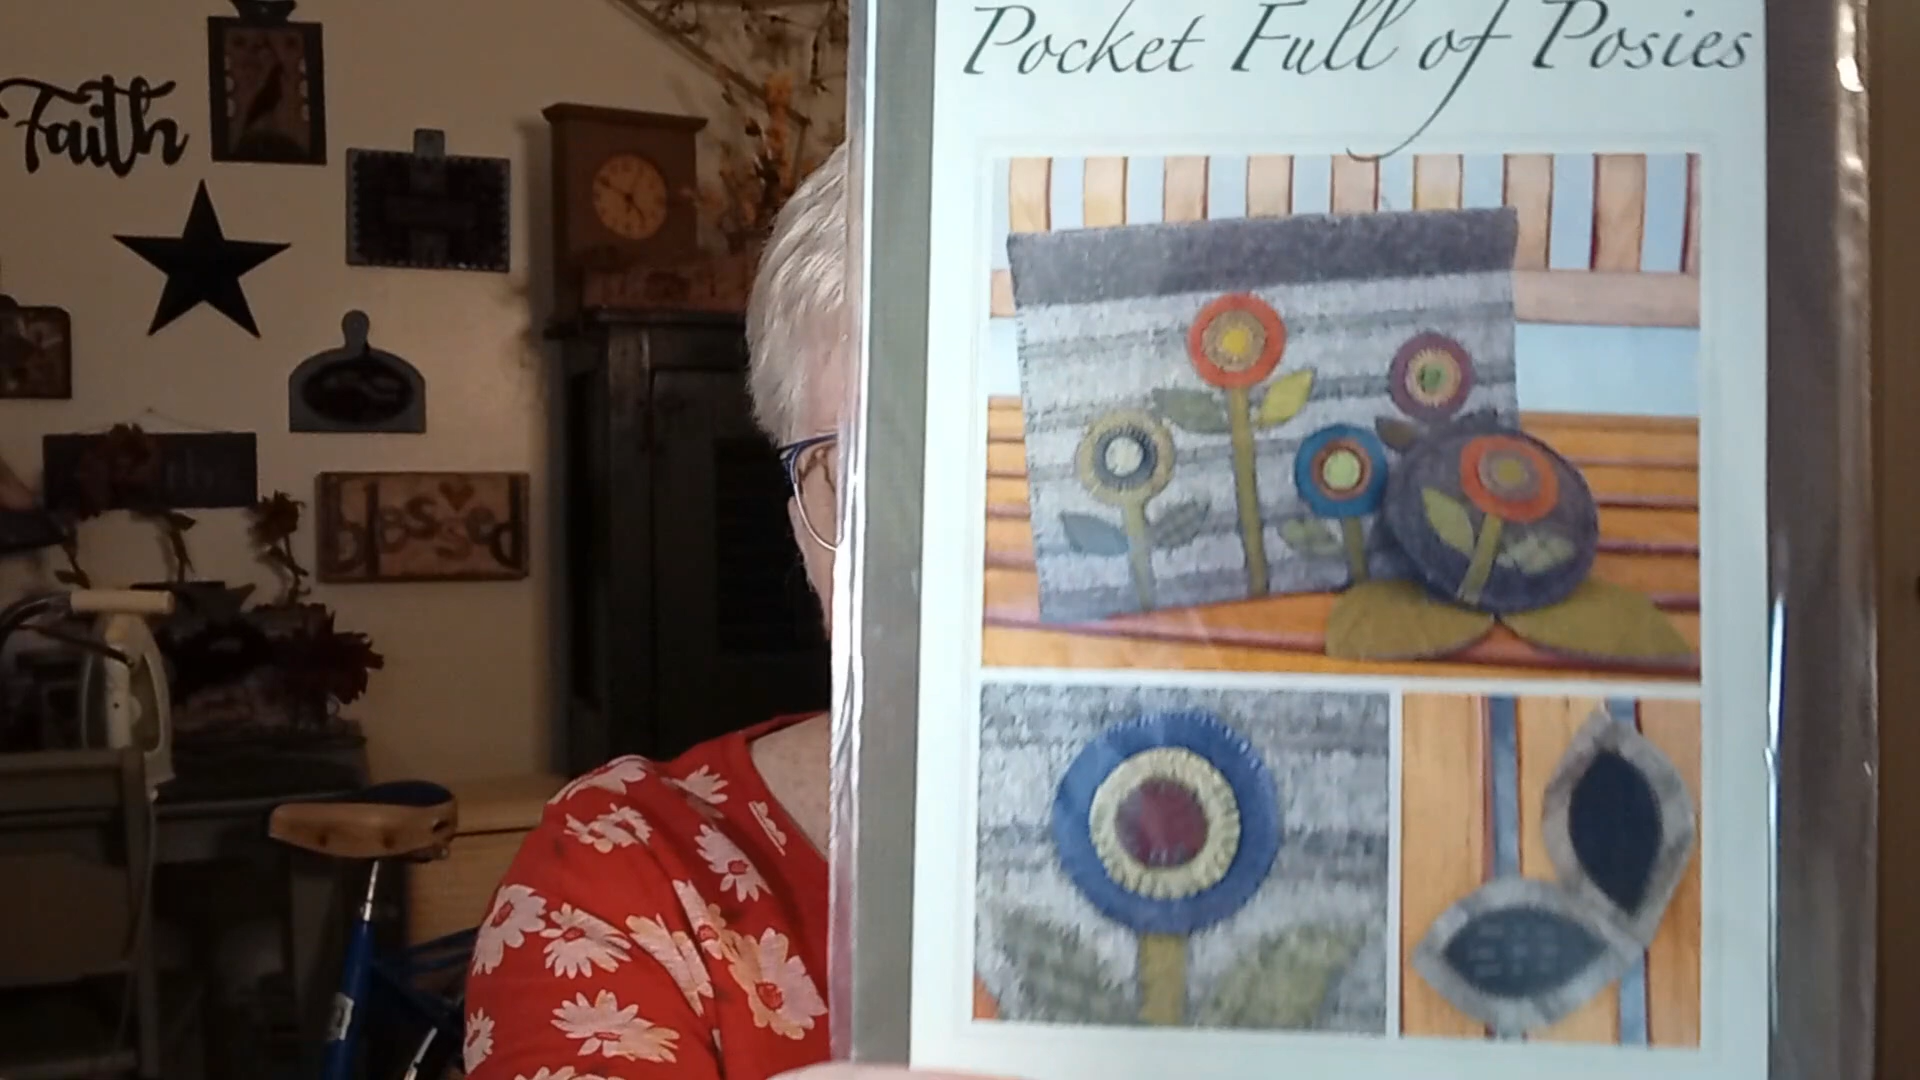 Faith
Pocket Full of Posies
blessed